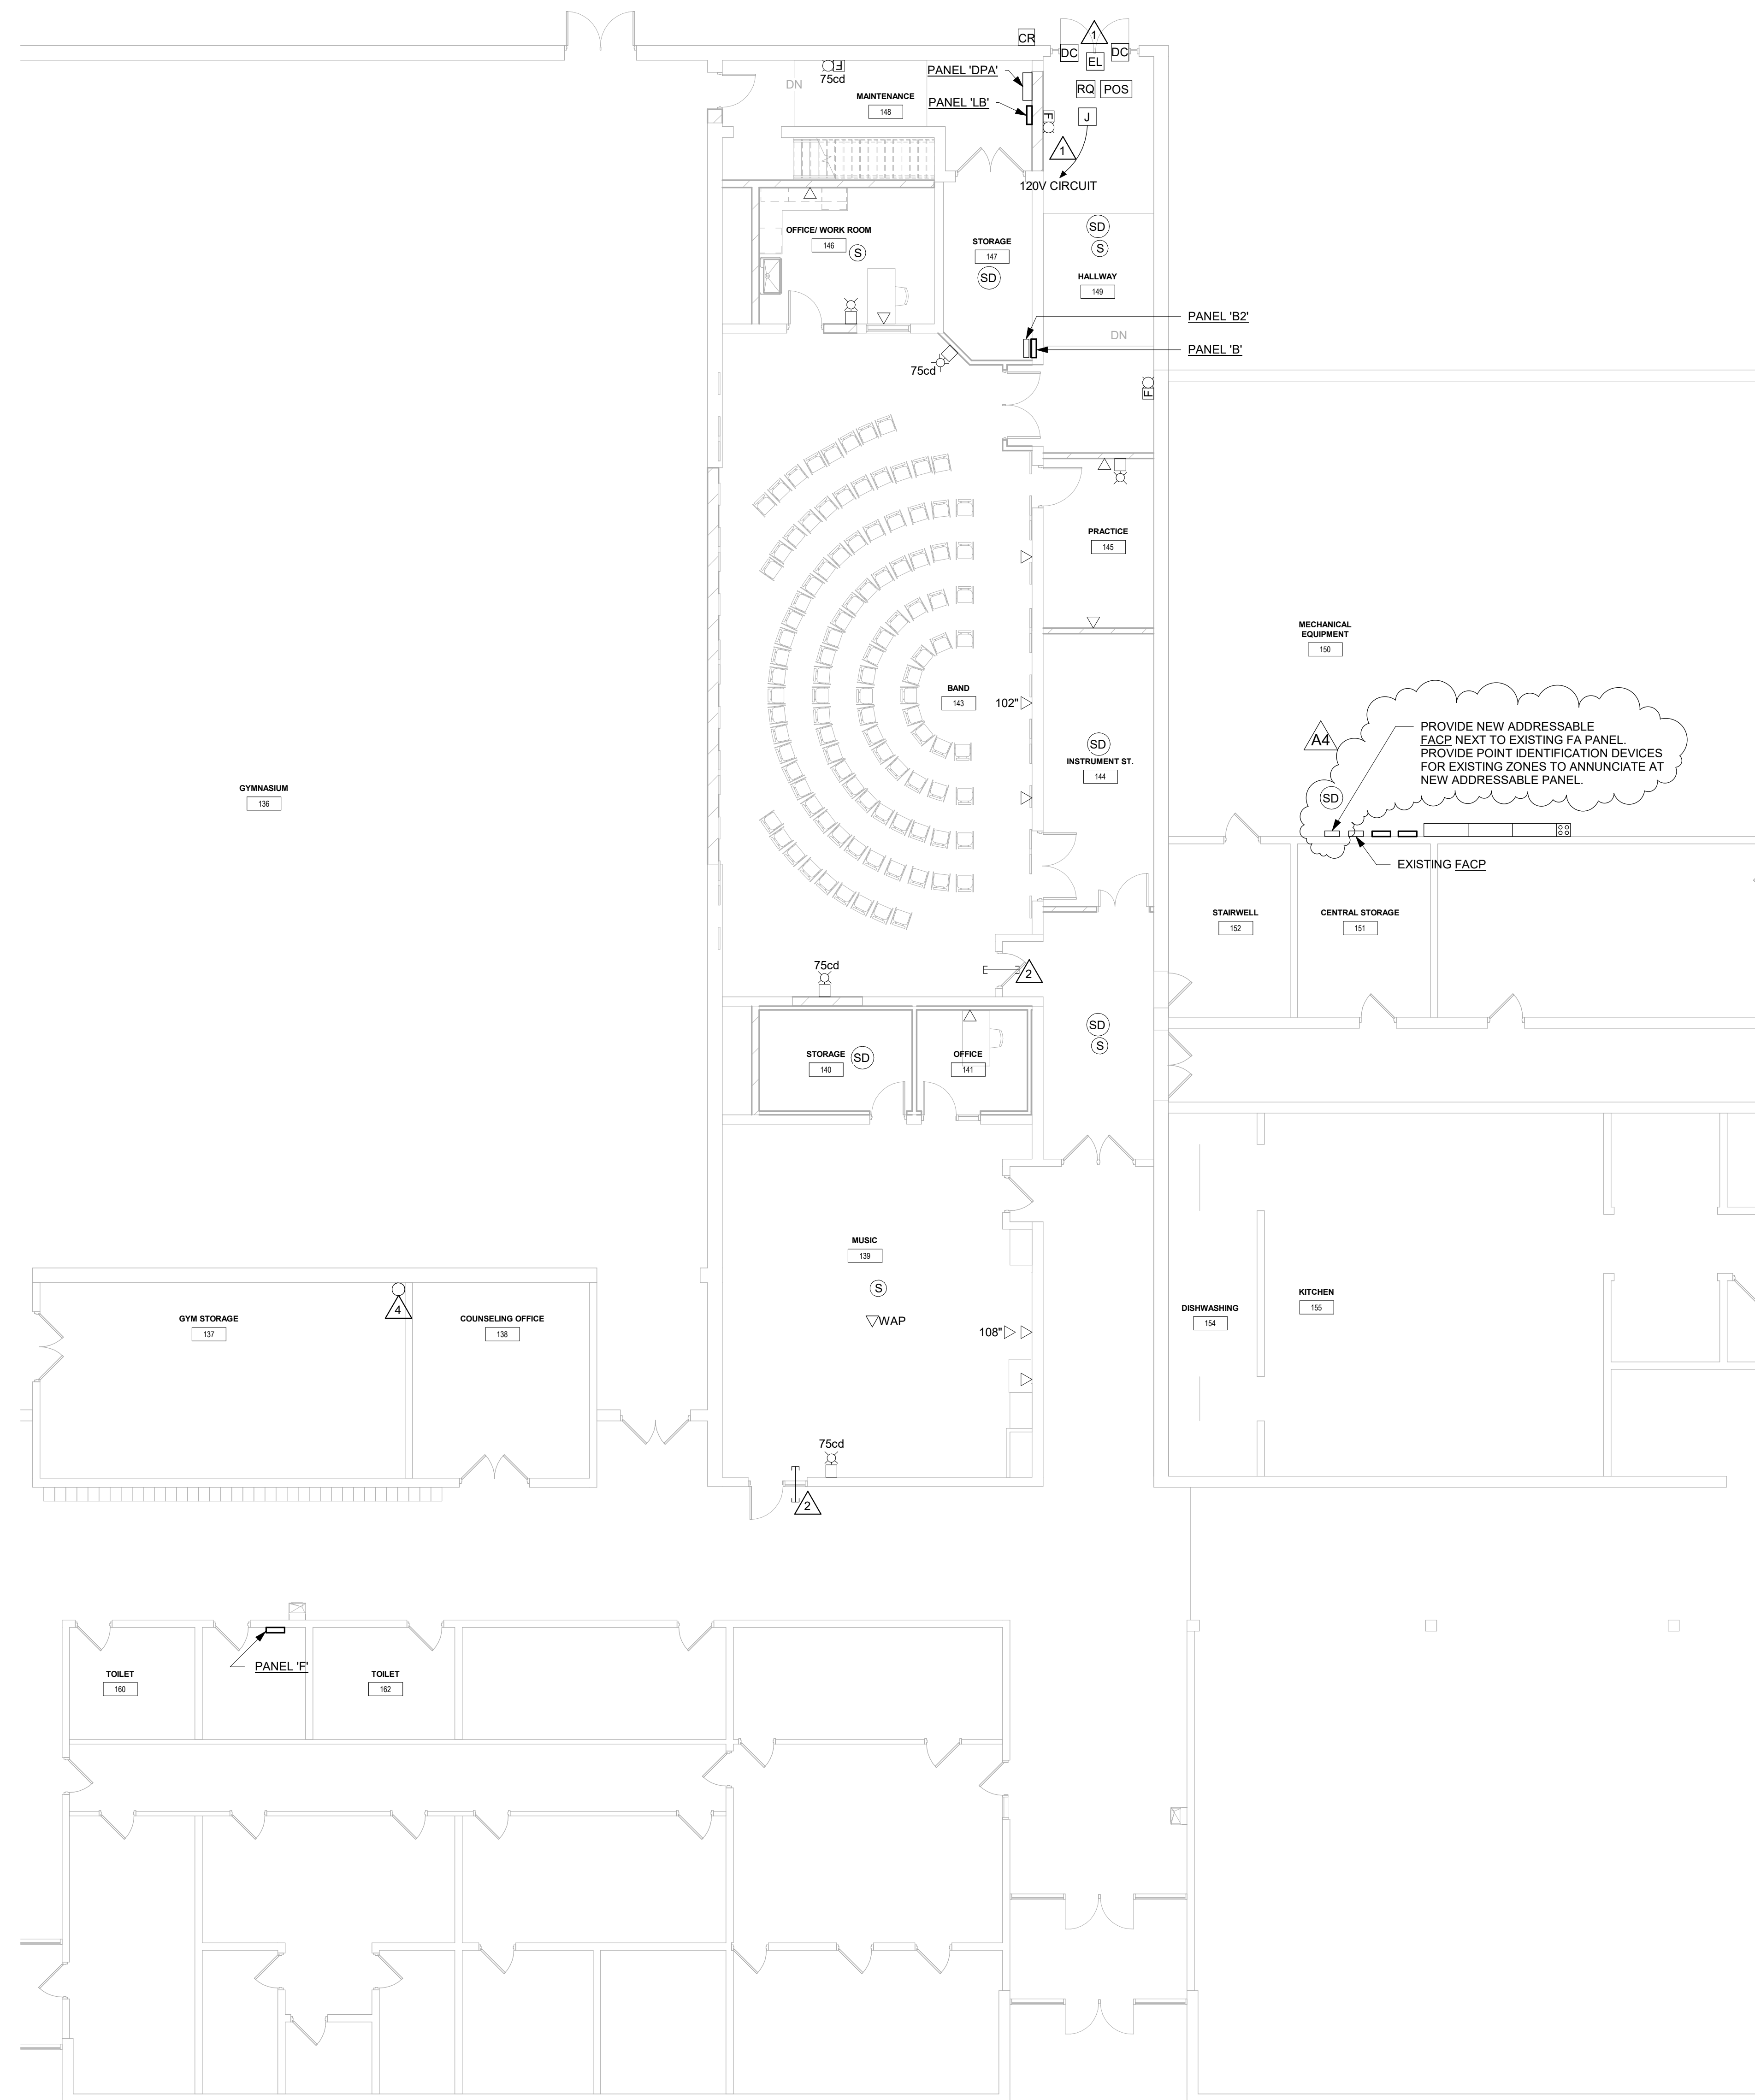 CR
1
DC
DC
EL
F
75cd
DN
PANEL 'DPA'
RQ
POS
MAINTENANCE
148
PANEL 'LB'
F
J
1
120V CIRCUIT
OFFICE/ WORK ROOM
146
S
STORAGE
147
SD
SD
S
HALLWAY
149
PANEL 'B2'
DN
PANEL 'B'
75cd
F
PRACTICE
145
MECHANICAL
EQUIPMENT
150
BAND
143
102"
A4
PROVIDE NEW ADDRESSABLE
FACP NEXT TO EXISTING FA PANEL.
PROVIDE POINT IDENTIFICATION DEVICES
FOR EXISTING ZONES TO ANNUNCIATE AT
NEW ADDRESSABLE PANEL.
SD
INSTRUMENT ST.
144
GYMNASIUM
136
SD
EXISTING FACP
STAIRWELL
152
CENTRAL STORAGE
151
75cd
2
SD
S
STORAGE
140
SD
OFFICE
141
MUSIC
139
S
WAP
108"
GYM STORAGE
137
4
COUNSELING OFFICE
138
DISHWASHING
154
KITCHEN
155
75cd
2
PANEL 'F'
TOILET
160
TOILET
162